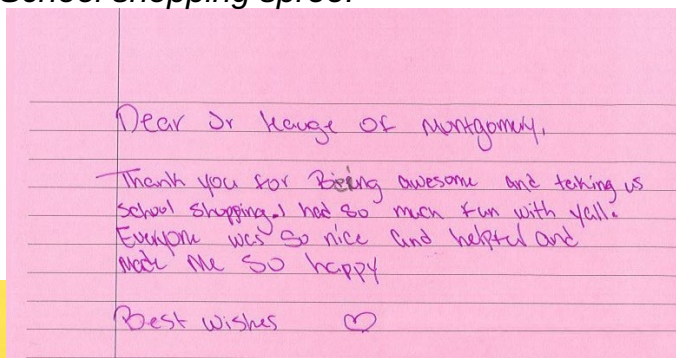 School shopping spree!
Dear Jr League of Montgomery,
Thank you for Being awesome and taking us
school shopping. I had so much fun with yall.
Everyone was so nice and helpful and
made me so happy
Best wishes ♡